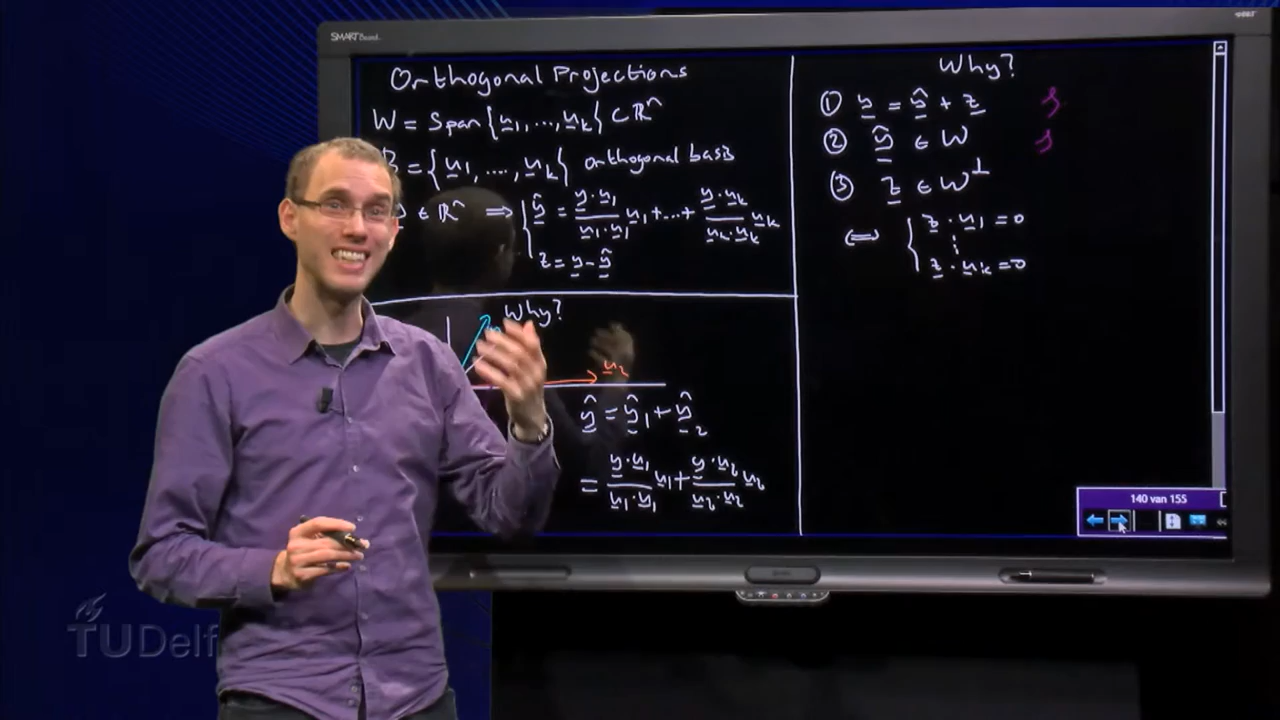 SMART Board
Orthogonal Projections
W = Span {u₁, ..., uₖ} ⊂ ℝⁿ
B = {u₁, ...., uₖ} orthogonal basis
∈ ℝⁿ ⟹ { ŷ = y·u₁/u₁·u₁ u₁ + ... + y·uₖ/uₖ·uₖ uₖ
z = y - ŷ
Why?
u₂
ŷ = ŷ₁ + ŷ₂
= y·u₁/u₁·u₁ u₁ + y·u₂/u₂·u₂ u₂
Why?
① y = ŷ + z
② ŷ ∈ W
③ z ∈ W⊥
⟺ { z·u₁ = 0
⋮
z·uₖ = 0
140 van 155
TUDelf